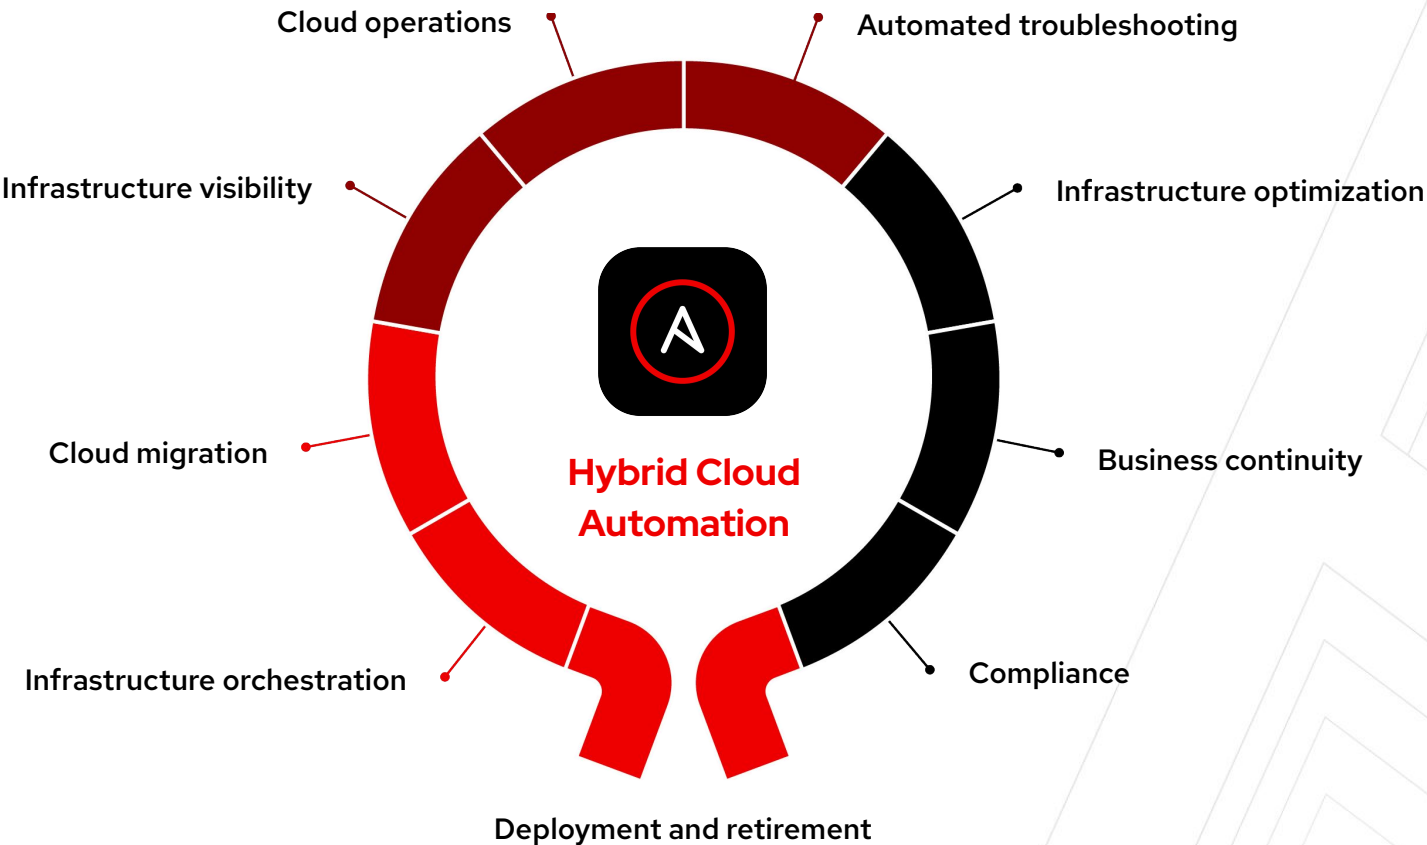 Cloud operations
Automated troubleshooting
Infrastructure visibility
Infrastructure optimization
Cloud migration
Hybrid Cloud
Automation
Business continuity
Infrastructure orchestration
Compliance
Deployment and retirement